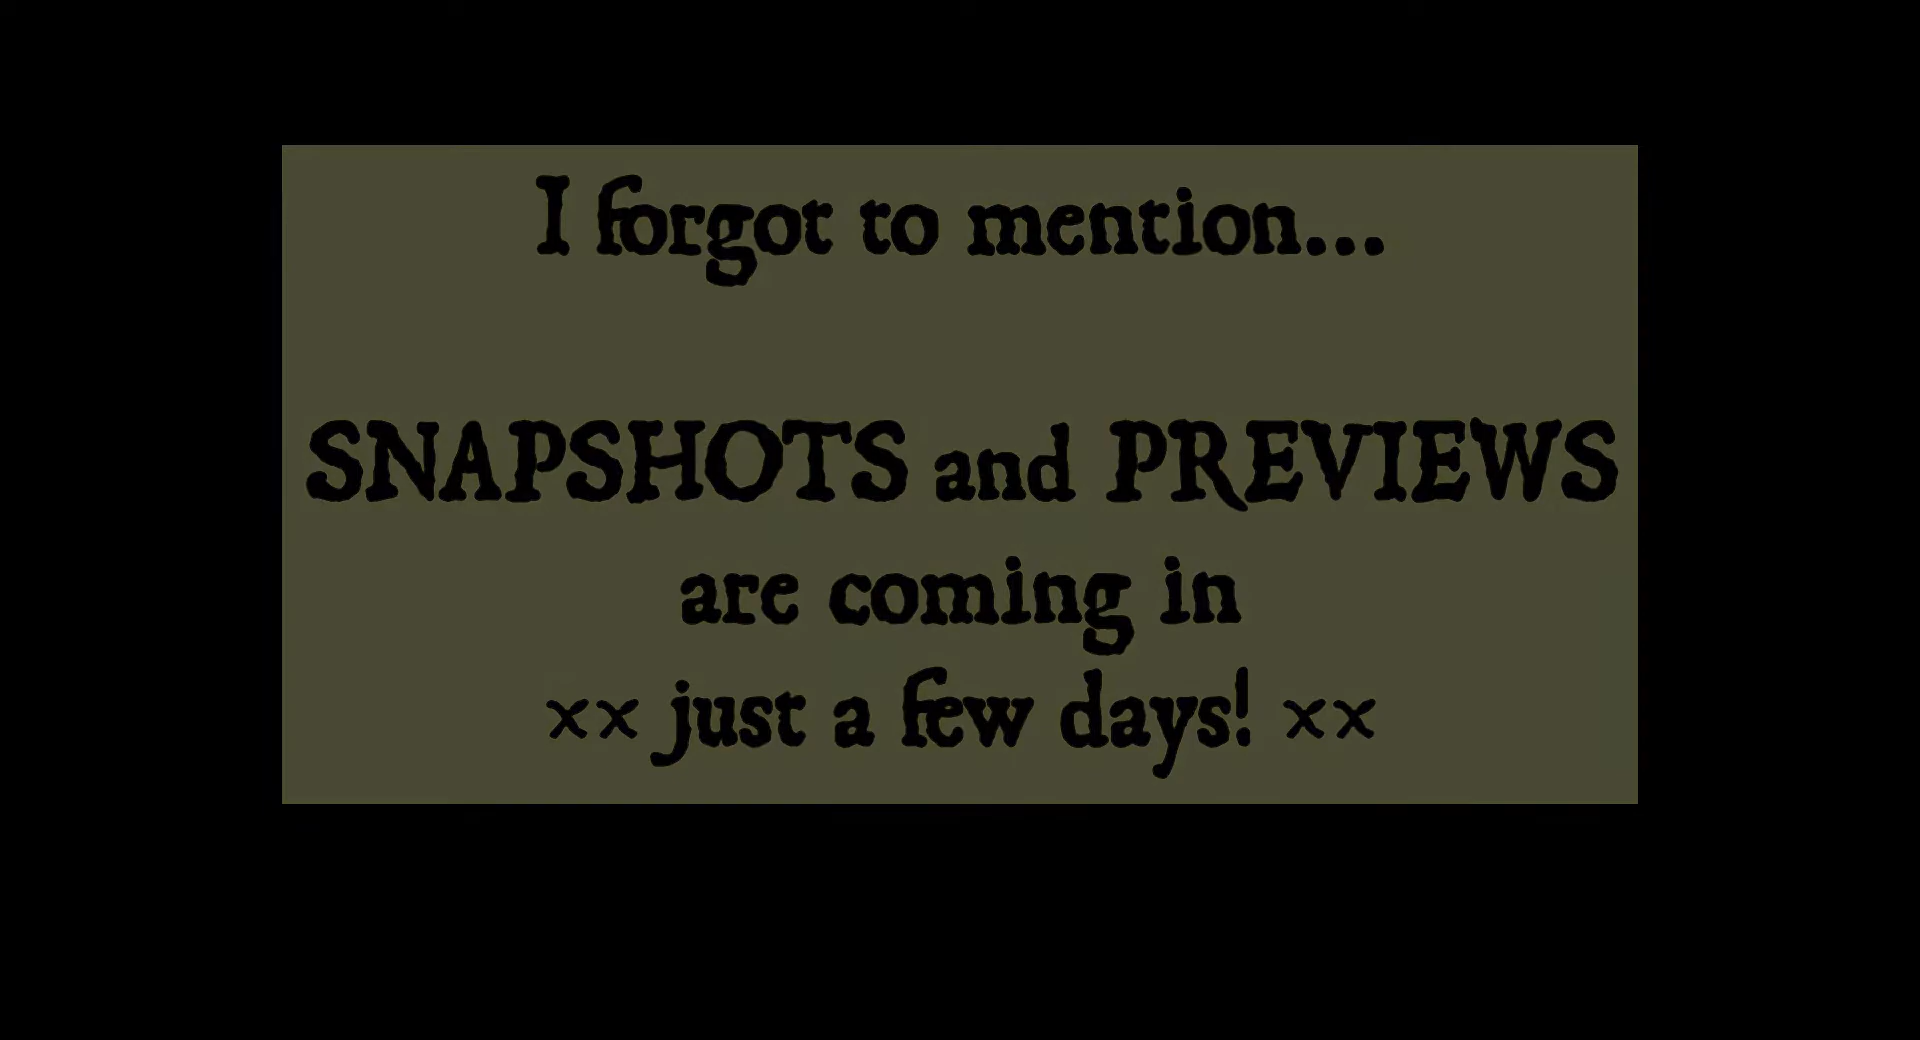 I forgot to mention...
SNAPSHOTS and PREVIEWS
are coming in
xx just a few days! xx